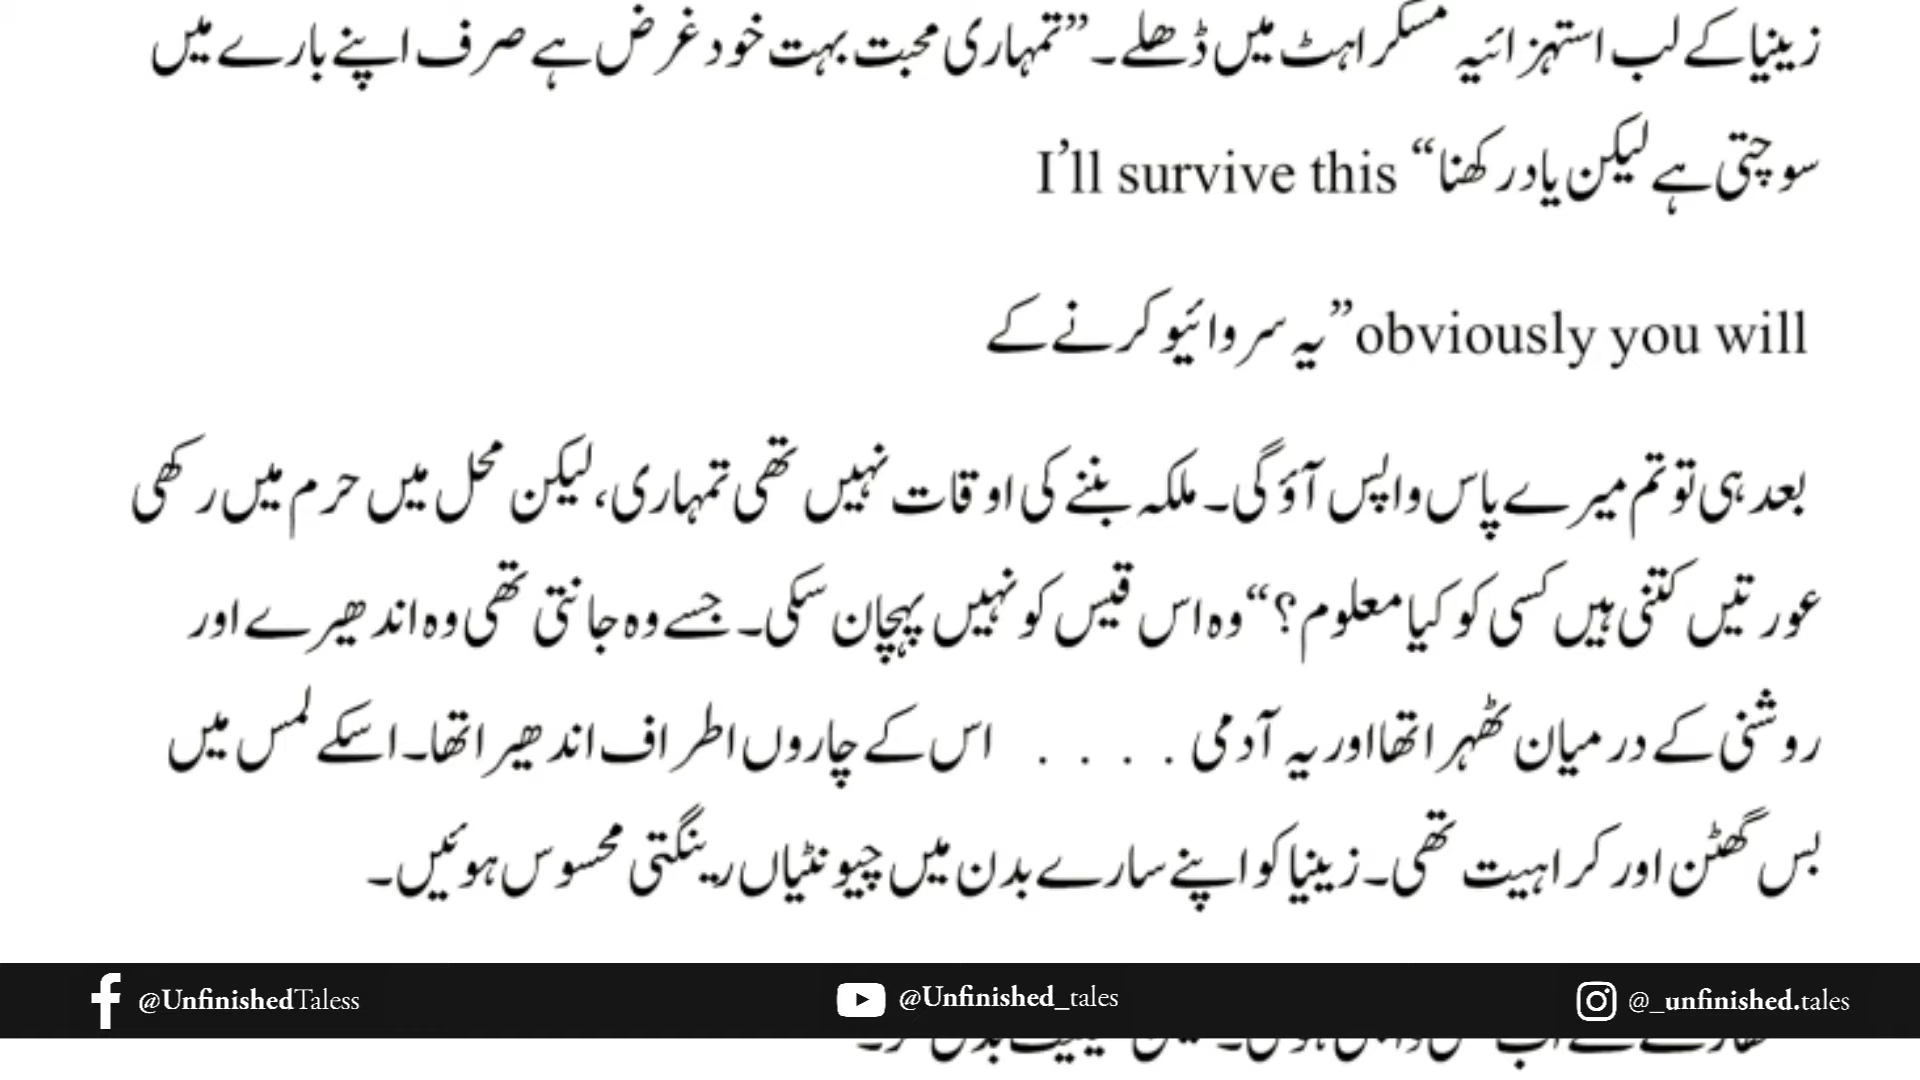 زینیا کے لب استہزائیہ مسکراہٹ میں ڈھلے۔”تمہاری محبت بہت خود غرض ہے صرف اپنے بارے میں
سوچتی ہے لیکن یاد رکھنا“ I’ll survive this
obviously you will”یہ سروائیو کرنے کے
بعد ہی تو تم میرے پاس واپس آؤ گی۔ ملکہ بننے کی اوقات نہیں تھی تمہاری، لیکن محل میں حرم میں رکھی
عورتیں کتنی ہیں کسی کو کیا معلوم؟“وہ اس قیس کو نہیں پہچان سکی۔ جسے وہ جانتی تھی وہ اندھیرے اور
روشنی کے درمیان ٹھہرا تھا اور یہ آدمی . . . . اس کے چاروں اطراف اندھیرا تھا۔ اسکے لمس میں
بس گھٹن اور کراہیت تھی۔ زینیا کو اپنے سارے بدن میں چیونٹیاں رینگتی محسوس ہوئیں۔
@UnfinishedTaless
@Unfinished_tales
@_unfinished.tales